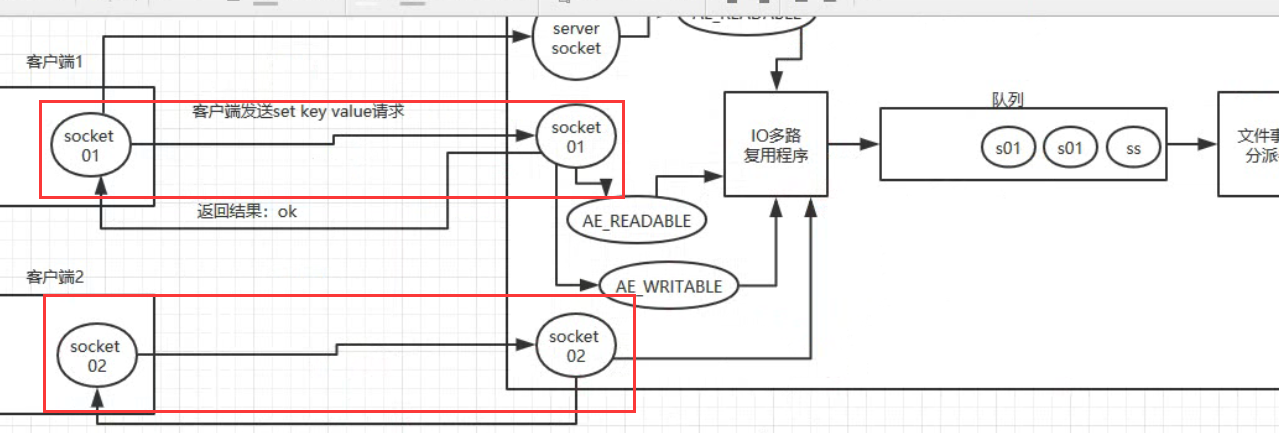 server
socket
AE_READABLE
客户端1
socket
01
客户端发送set key value请求
socket
01
IO多路
复用程序
队列
s01
s01
ss
文件事
分派
返回结果：ok
AE_READABLE
客户端2
AE_WRITABLE
socket
02
socket
02